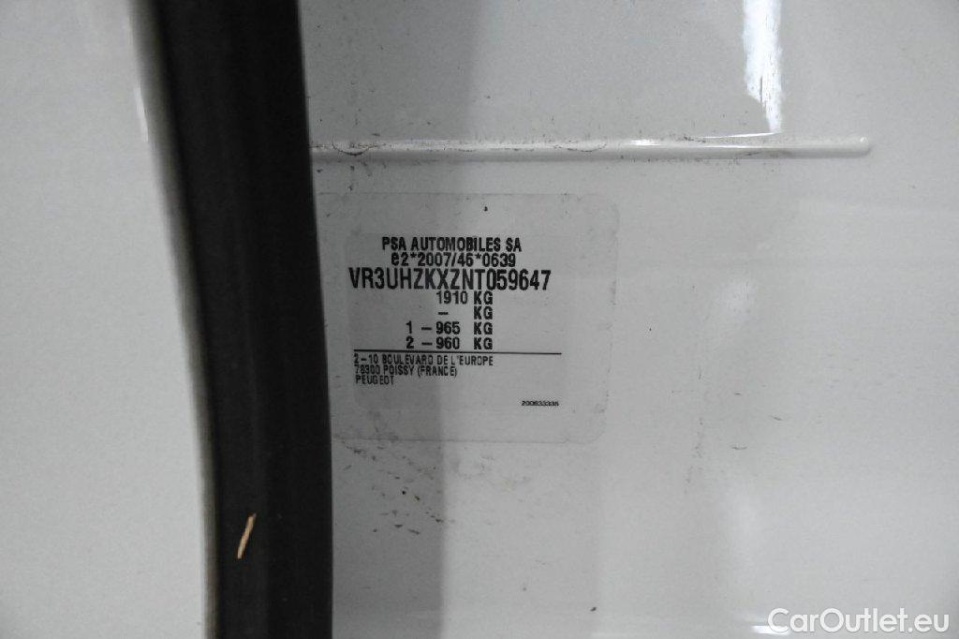 PSA AUTOMOBILES SA
e2*2007/46*0639
VR3UHZKXZNT059647
1910 KG
- KG
1 - 965 KG
2 - 960 KG
2-10 BOULEVARD DE L'EUROPE
78300 POISSY (FRANCE)
PEUGEOT
CarOutlet.eu